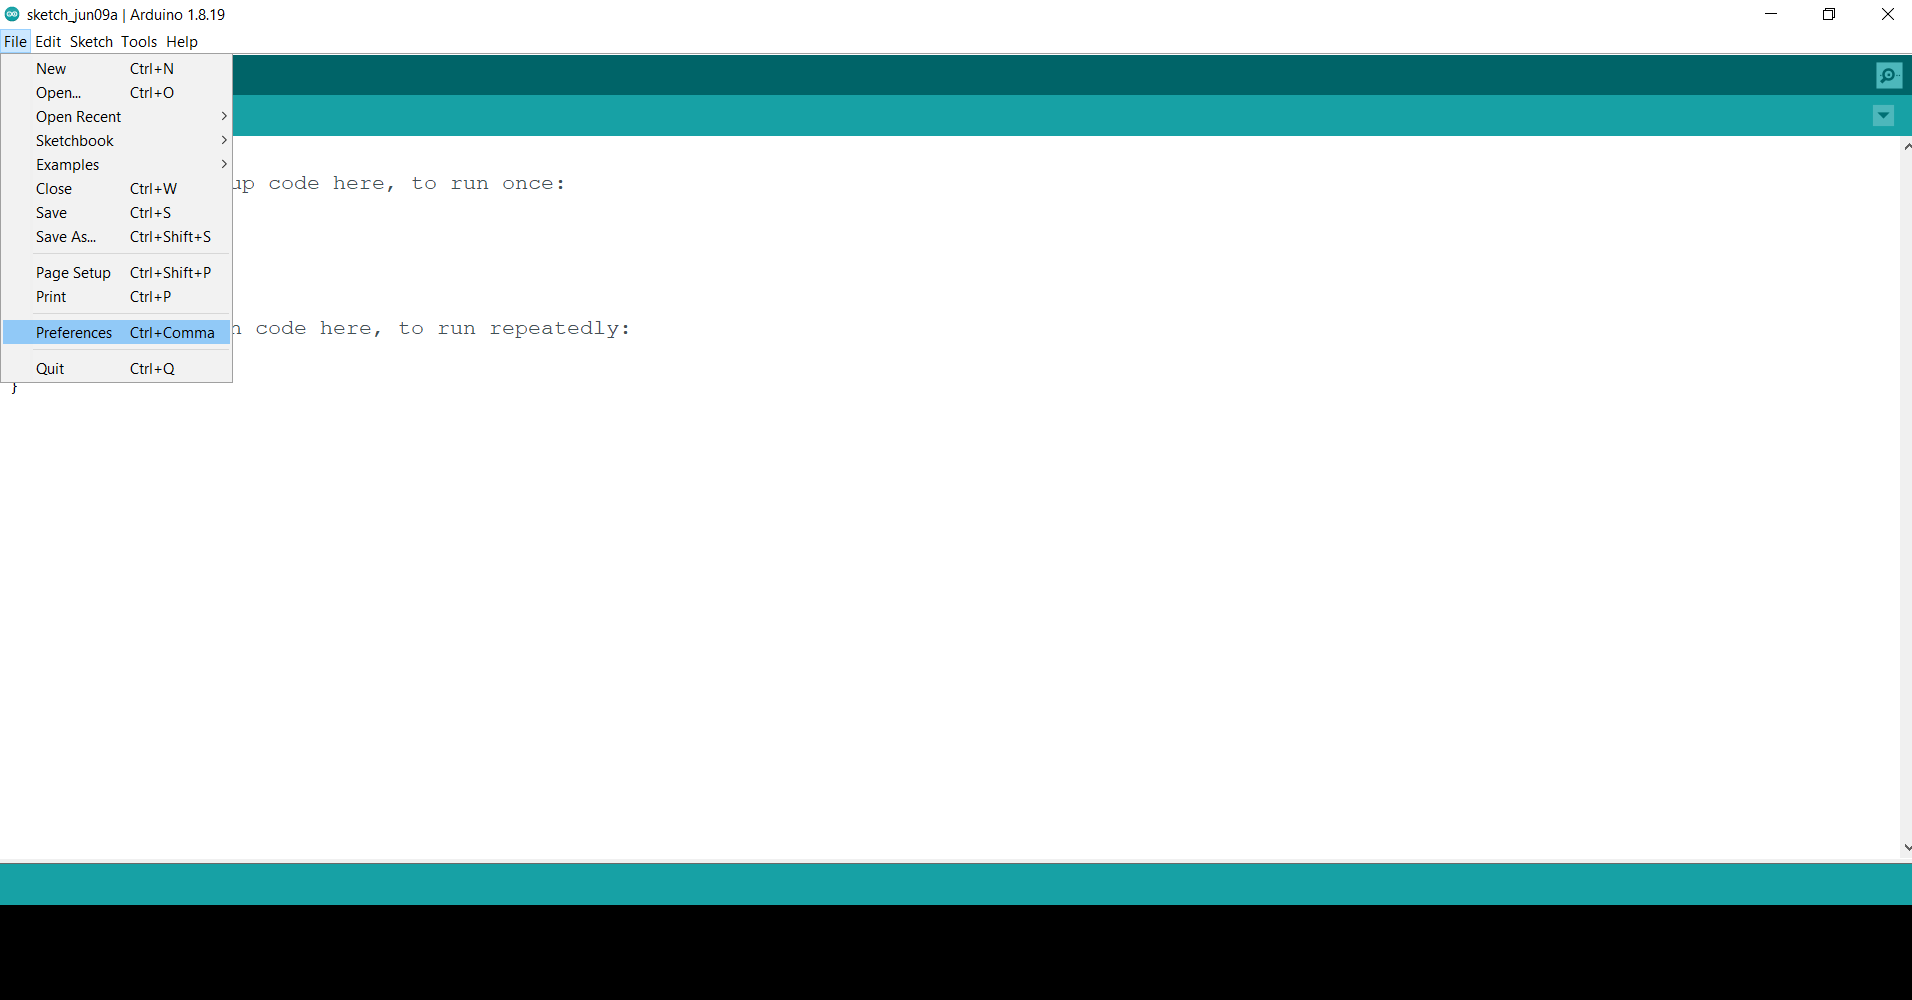 sketch_jun09a | Arduino 1.8.19
File Edit Sketch Tools Help
New Ctrl+N
Open... Ctrl+O
Open Recent
Sketchbook
Examples
Close Ctrl+W
up code here, to run once:
Save Ctrl+S
Save As... Ctrl+Shift+S
Page Setup Ctrl+Shift+P
Print Ctrl+P
Preferences Ctrl+Comma
code here, to run repeatedly:
Quit Ctrl+Q
}